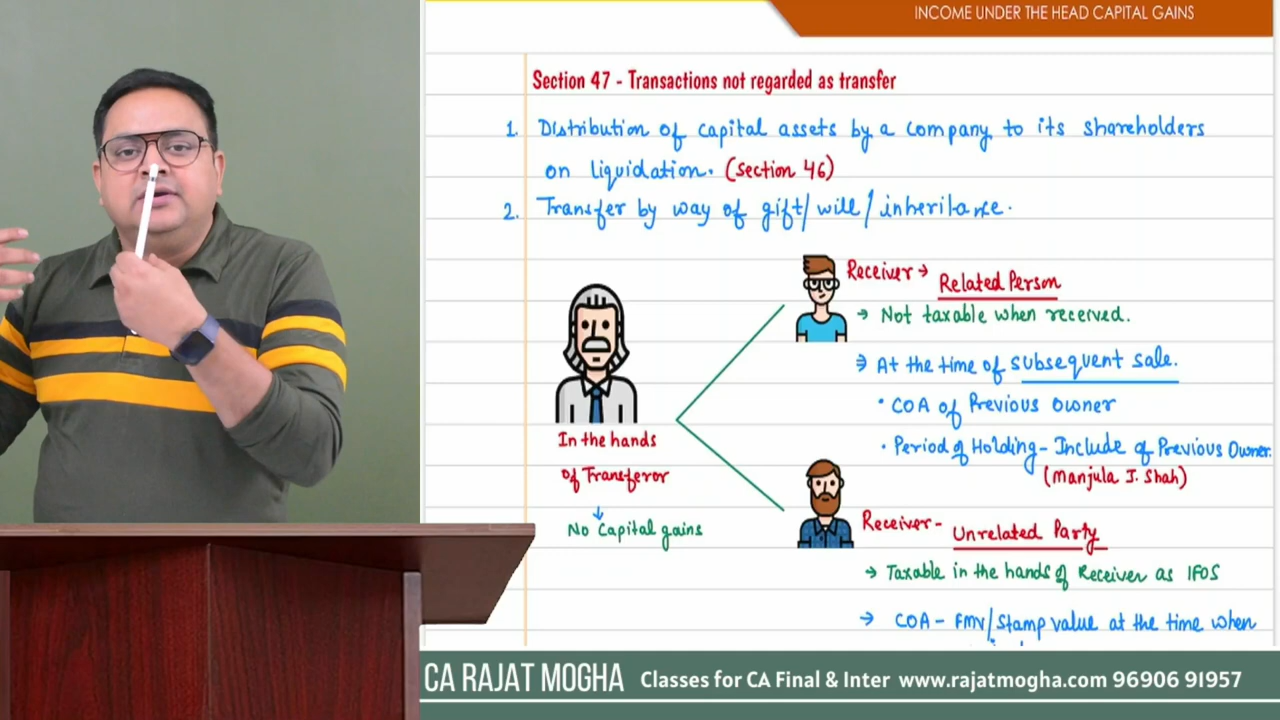 INCOME UNDER THE HEAD CAPITAL GAINS
Section 47 - Transactions not regarded as transfer
1. Distribution of capital assets by a company to its shareholders
on liquidation. (Section 46)
2. Transfer by way of gift/will/inheritance.
Receiver → Related Person
→ Not taxable when received.
⇒ At the time of subsequent sale.
• COA of Previous Owner
• Period of Holding - Include of Previous Owner.
(Manjula J. Shah)
In the hands
of Transferor
↓
No Capital gains
Receiver - Unrelated Party
→ Taxable in the hands of Receiver as IFOS
→ COA - FMV/Stamp value at the time when
CA RAJAT MOGHA Classes for CA Final & Inter www.rajatmogha.com 96906 91957